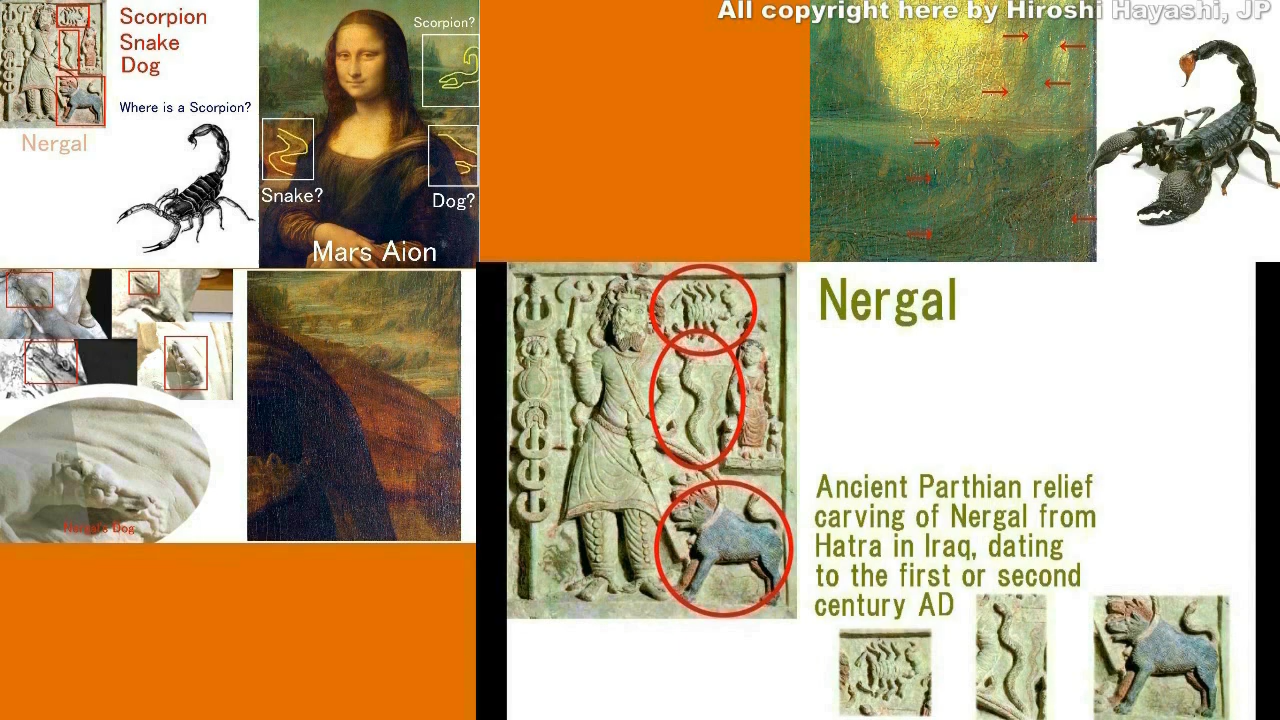 All copyright here by Hiroshi Hayashi, JP
Scorpion
Snake
Dog
Where is a Scorpion?
Nergal
Scorpion?
Snake?
Dog?
Mars Aion
Nergal's Dog
Nergal
Ancient Parthian relief
carving of Nergal from
Hatra in Iraq, dating
to the first or second
century AD